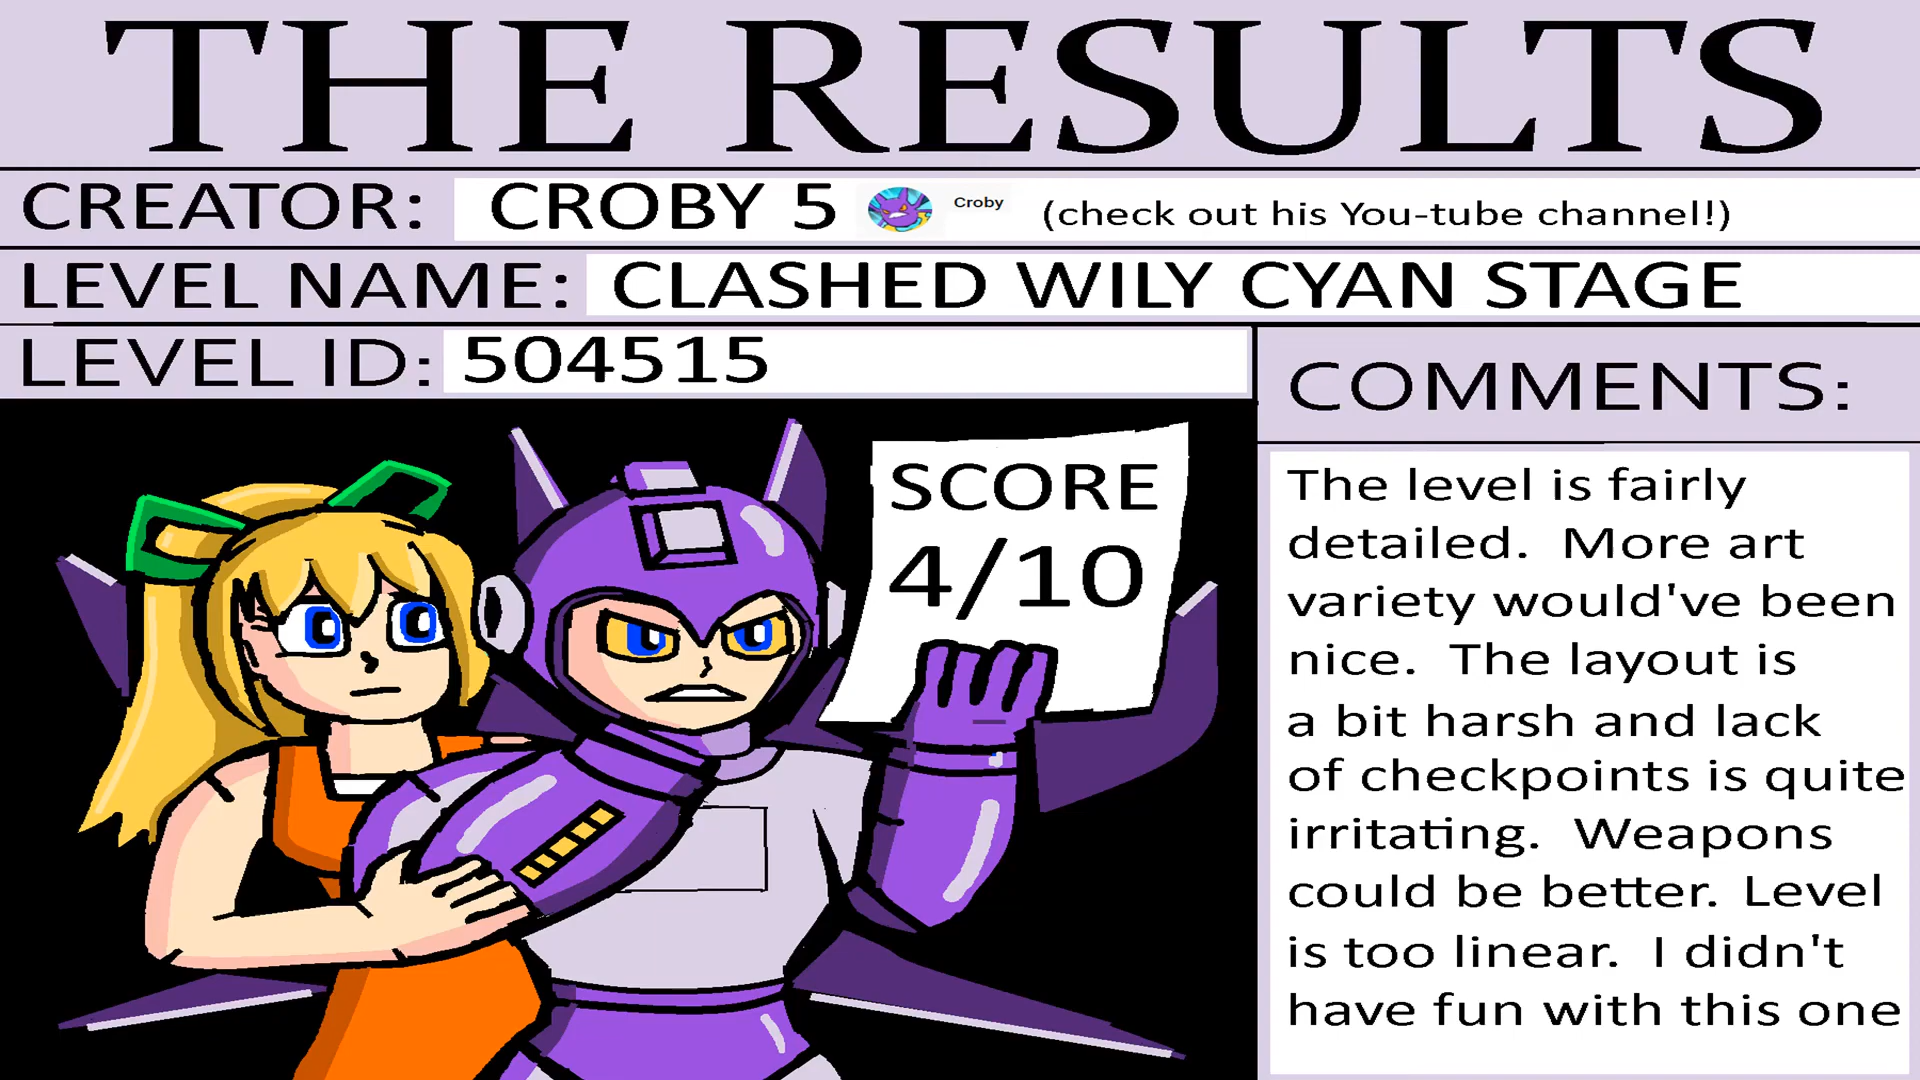 THE RESULTS
CREATOR: CROBY 5 Croby (check out his You-tube channel!)
LEVEL NAME: CLASHED WILY CYAN STAGE
LEVEL ID: 504515
SCORE
4/10
COMMENTS:
The level is fairly
detailed. More art
variety would've been
nice. The layout is
a bit harsh and lack
of checkpoints is quite
irritating. Weapons
could be better. Level
is too linear. I didn't
have fun with this one